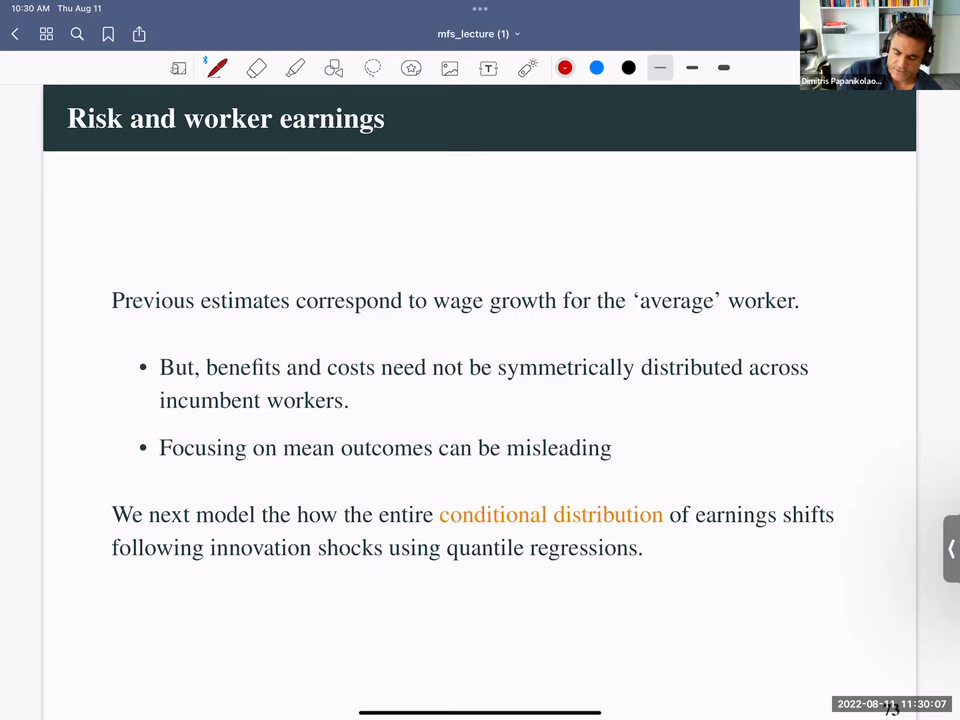 10:30 AM Thu Aug 11
mfs_lecture (1)
Dimitris Papanikolao...
Risk and worker earnings
Previous estimates correspond to wage growth for the ‘average’ worker.
• But, benefits and costs need not be symmetrically distributed across
incumbent workers.
• Focusing on mean outcomes can be misleading
We next model the how the entire conditional distribution of earnings shifts
following innovation shocks using quantile regressions.
2022-08-11 11:30:07
73